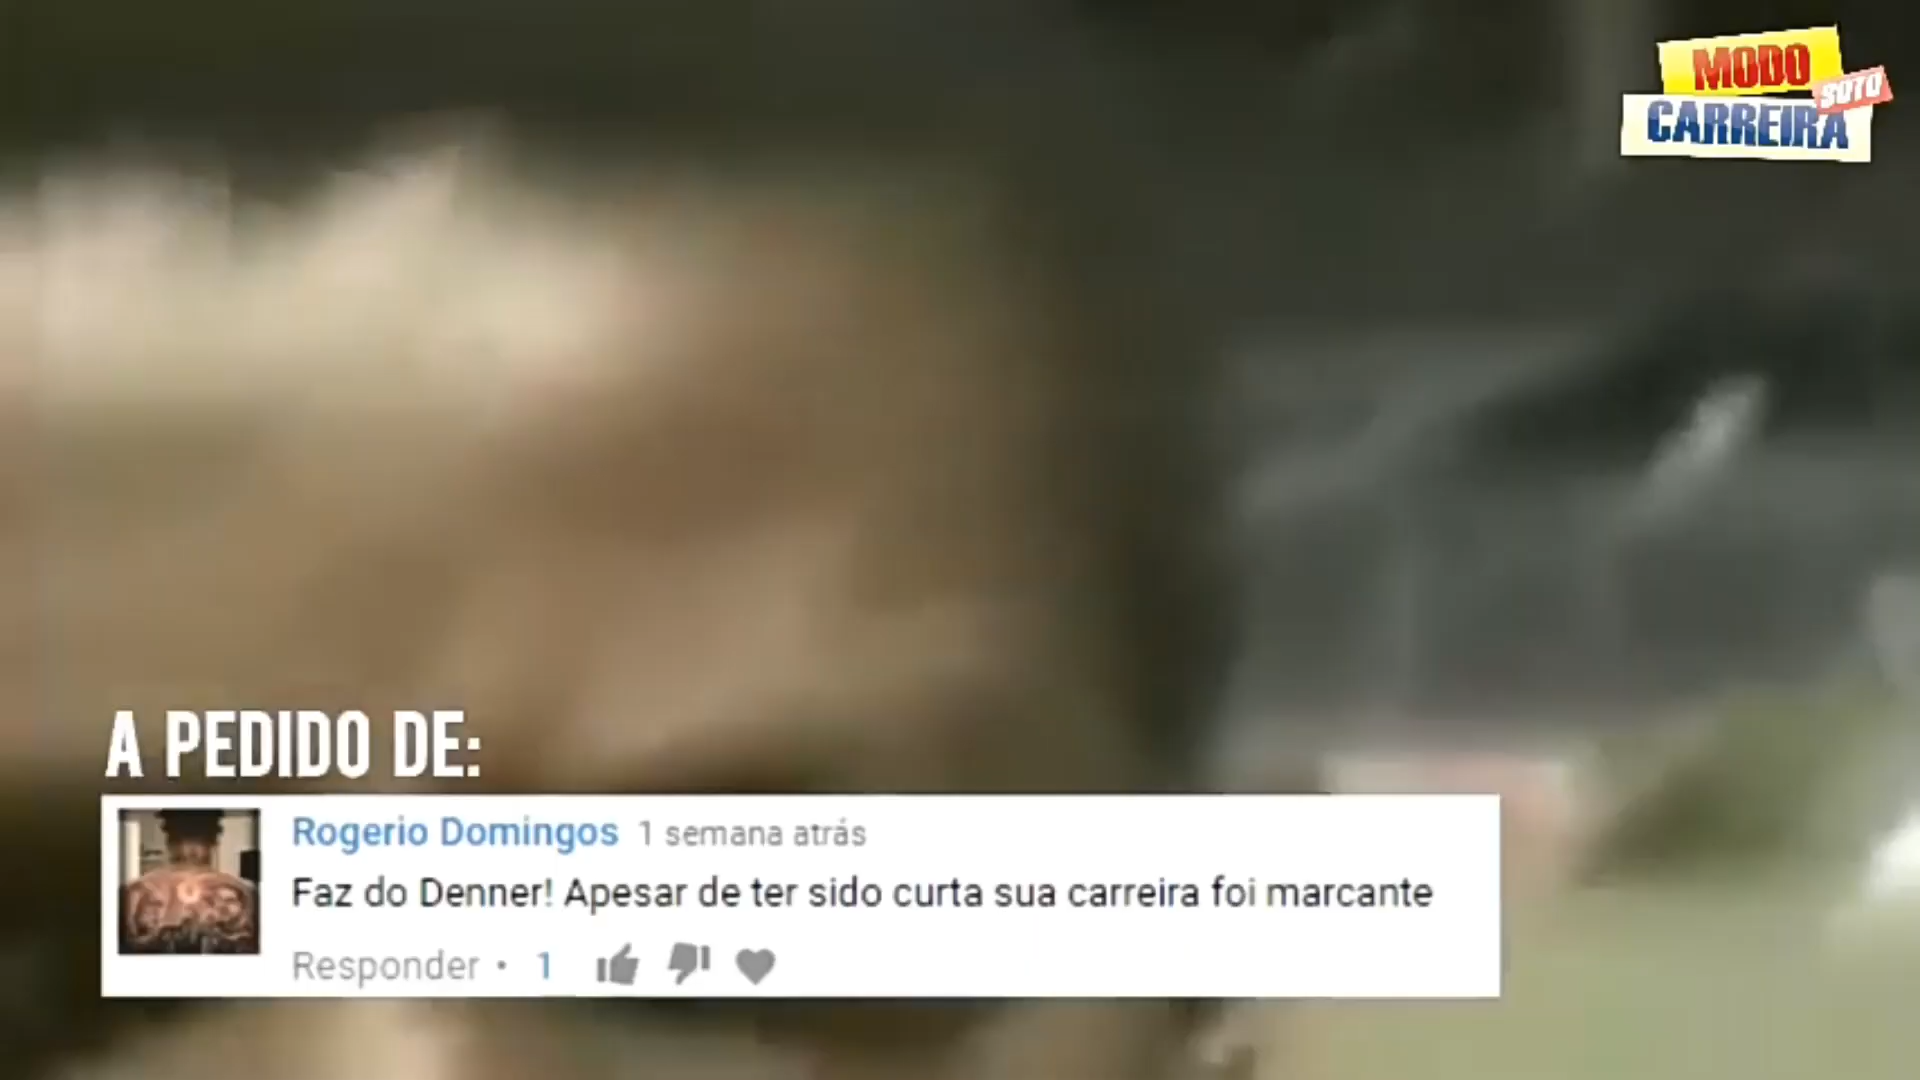 MODO
SOTO
CARREIRA
A PEDIDO DE:
Rogerio Domingos 1 semana atrás
Faz do Denner! Apesar de ter sido curta sua carreira foi marcante
Responder • 1